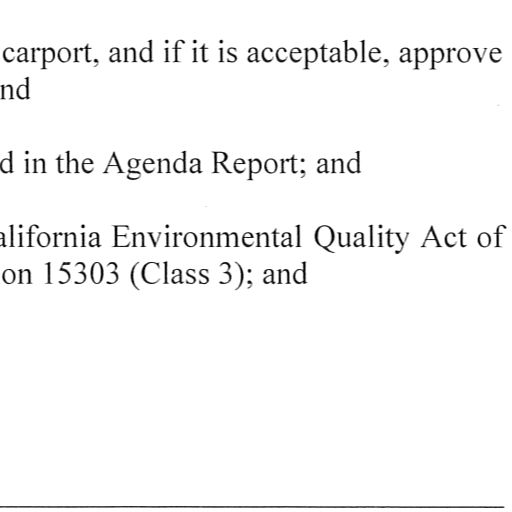 carport, and if it is acceptable, approve
nd
d in the Agenda Report; and
alifornia Environmental Quality Act of
on 15303 (Class 3); and